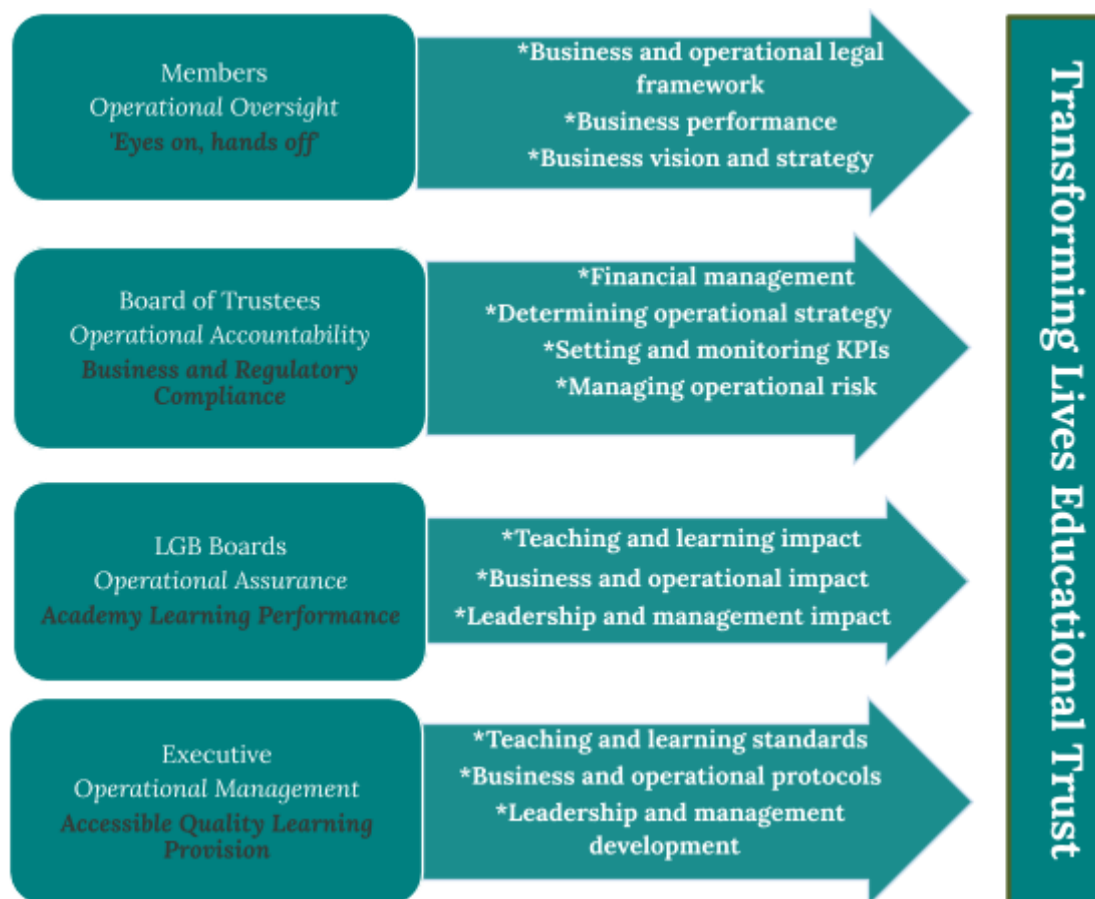 Members
Operational Oversight
'Eyes on, hands off'
*Business and operational legal
framework
*Business performance
*Business vision and strategy
Board of Trustees
Operational Accountability
Business and Regulatory
Compliance
*Financial management
*Determining operational strategy
*Setting and monitoring KPIs
*Managing operational risk
LGB Boards
Operational Assurance
Academy Learning Performance
*Teaching and learning impact
*Business and operational impact
*Leadership and management impact
Executive
Operational Management
Accessible Quality Learning
Provision
*Teaching and learning standards
*Business and operational protocols
*Leadership and management
development
Transforming Lives Educational Trust